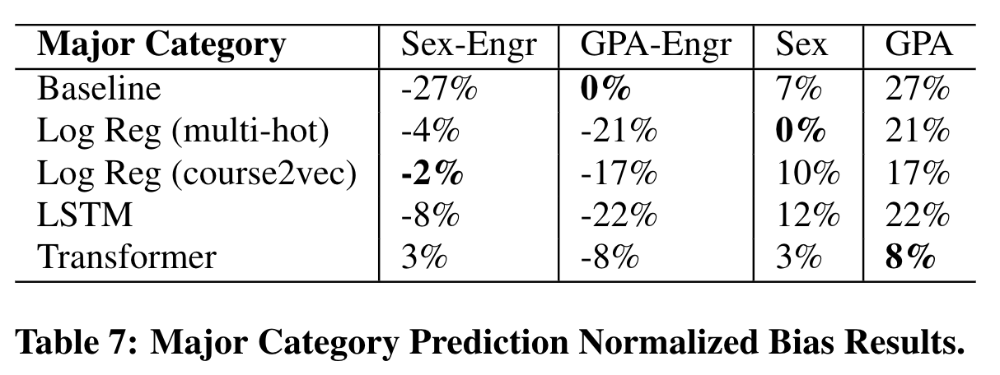 Major Category Sex-Engr GPA-Engr Sex GPA
Baseline -27% 0% 7% 27%
Log Reg (multi-hot) -4% -21% 0% 21%
Log Reg (course2vec) -2% -17% 10% 17%
LSTM -8% -22% 12% 22%
Transformer 3% -8% 3% 8%
Table 7: Major Category Prediction Normalized Bias Results.